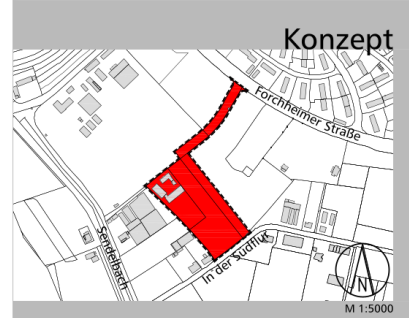 Konzept
Forchheimer Straße
Sendelbach
In der Südflur
N
M 1:5000